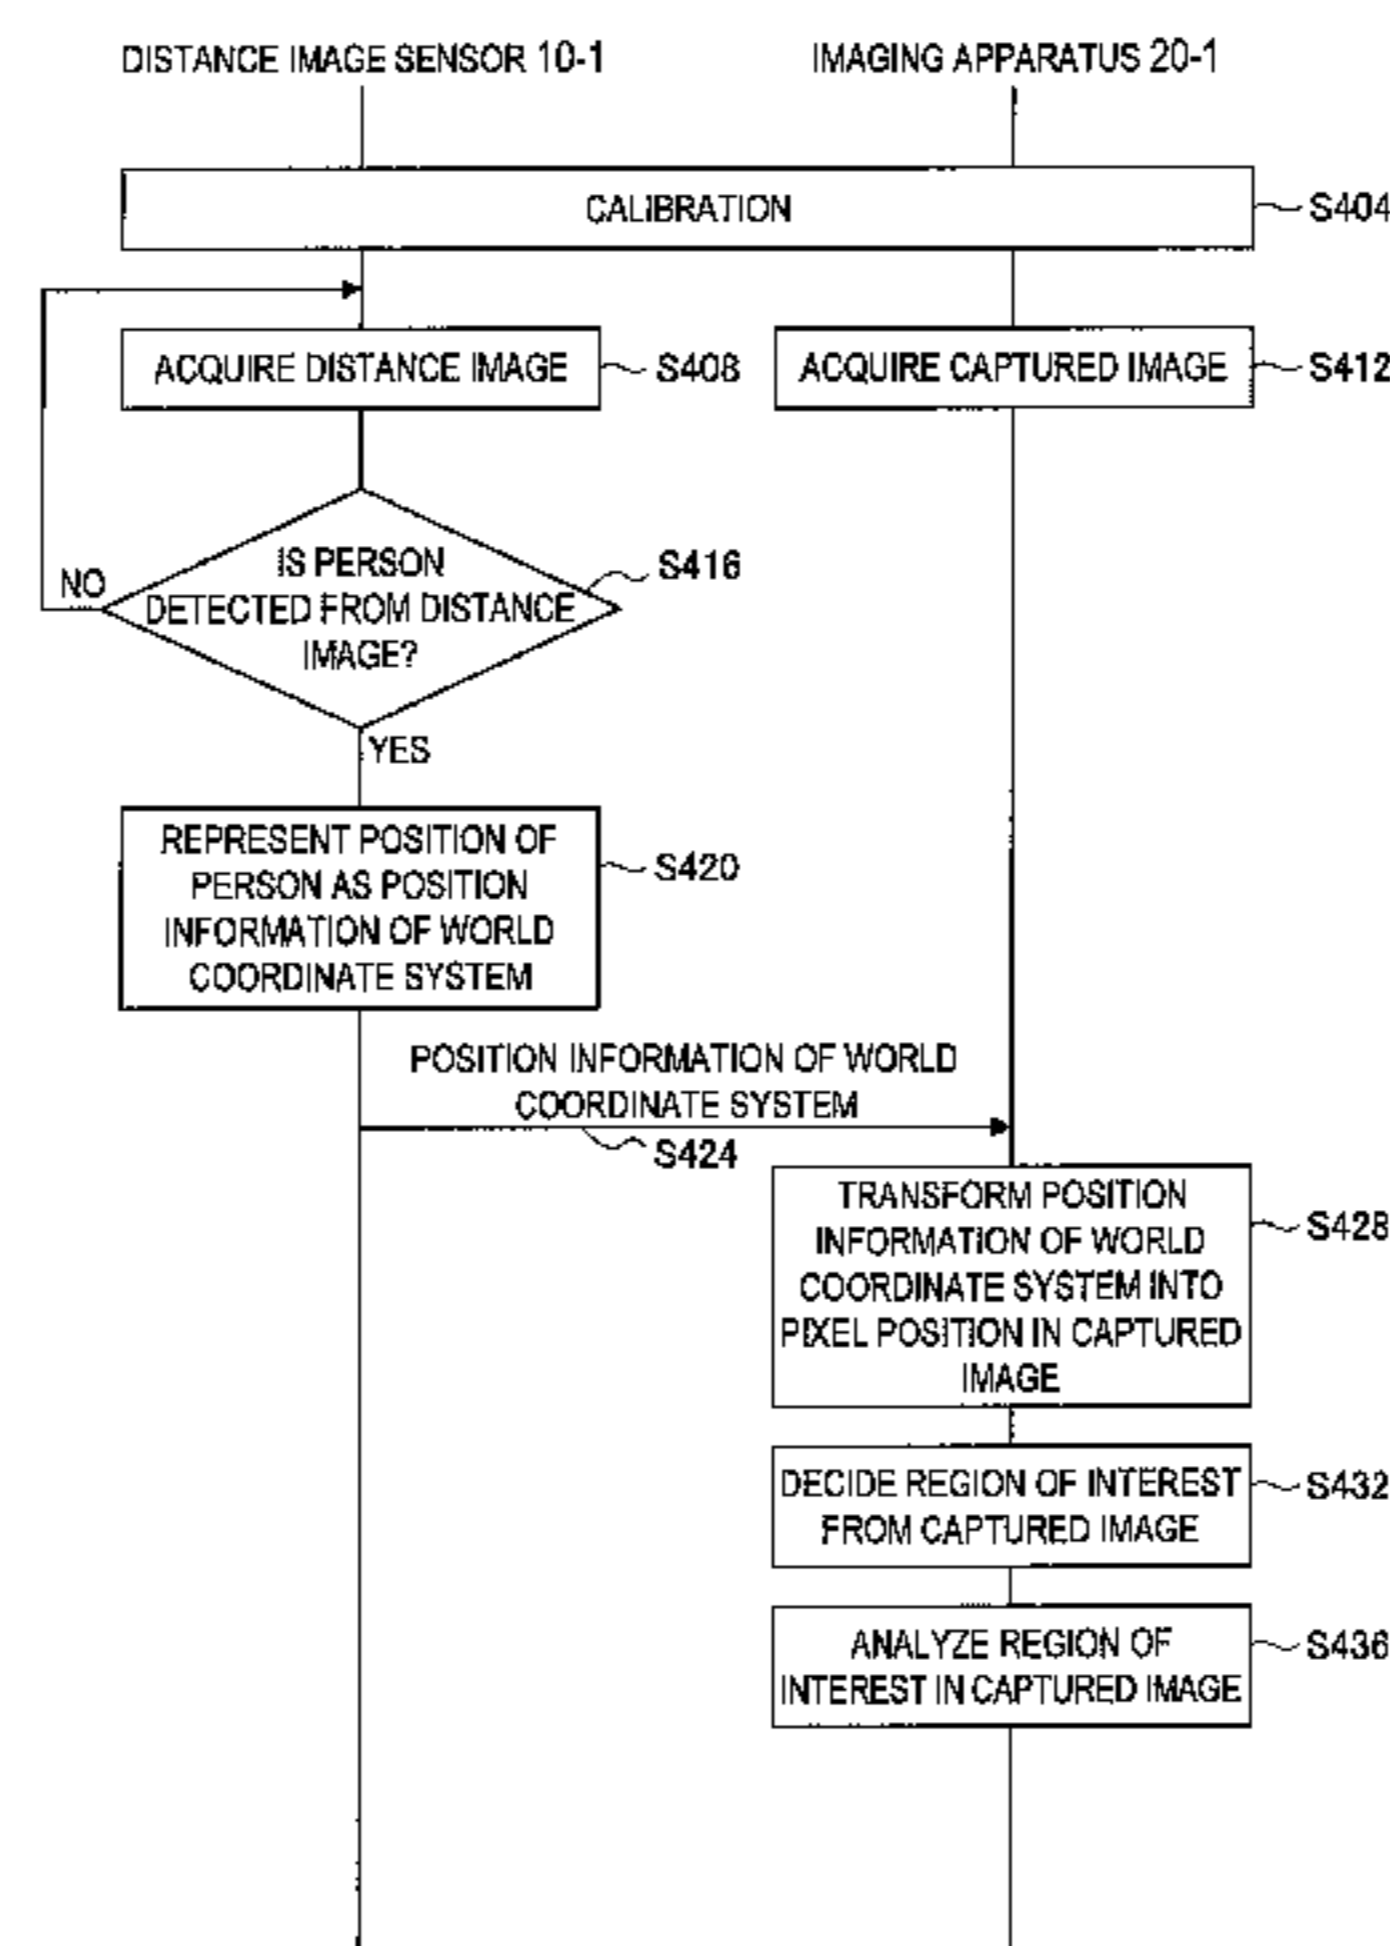 DISTANCE IMAGE SENSOR 10-1
IMAGING APPARATUS 20-1
CALIBRATION
S404
ACQUIRE DISTANCE IMAGE
S408
ACQUIRE CAPTURED IMAGE
S412
IS PERSON
DETECTED FROM DISTANCE
IMAGE?
S416
NO
YES
REPRESENT POSITION OF
PERSON AS POSITION
INFORMATION OF WORLD
COORDINATE SYSTEM
S420
POSITION INFORMATION OF WORLD
COORDINATE SYSTEM
S424
TRANSFORM POSITION
INFORMATION OF WORLD
COORDINATE SYSTEM INTO
PIXEL POSITION IN CAPTURED
IMAGE
S428
DECIDE REGION OF INTEREST
FROM CAPTURED IMAGE
S432
ANALYZE REGION OF
INTEREST IN CAPTURED IMAGE
S436